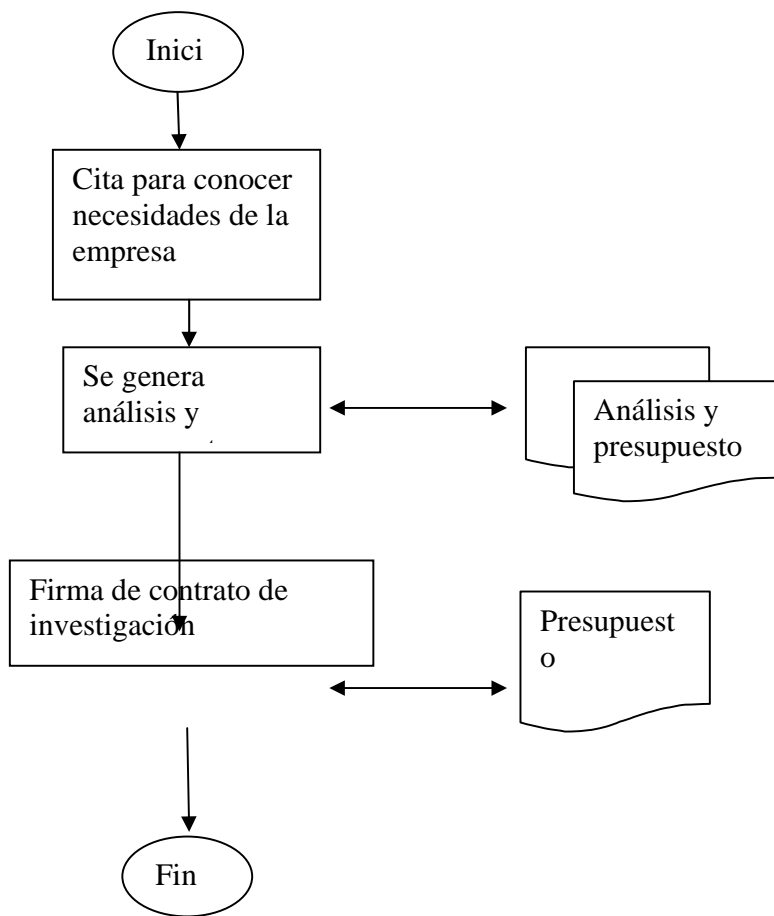 Inici
Cita para conocer
necesidades de la
empresa
Se genera
análisis y
Análisis y
presupuesto
Firma de contrato de
investigación
Presupuest
o
Fin